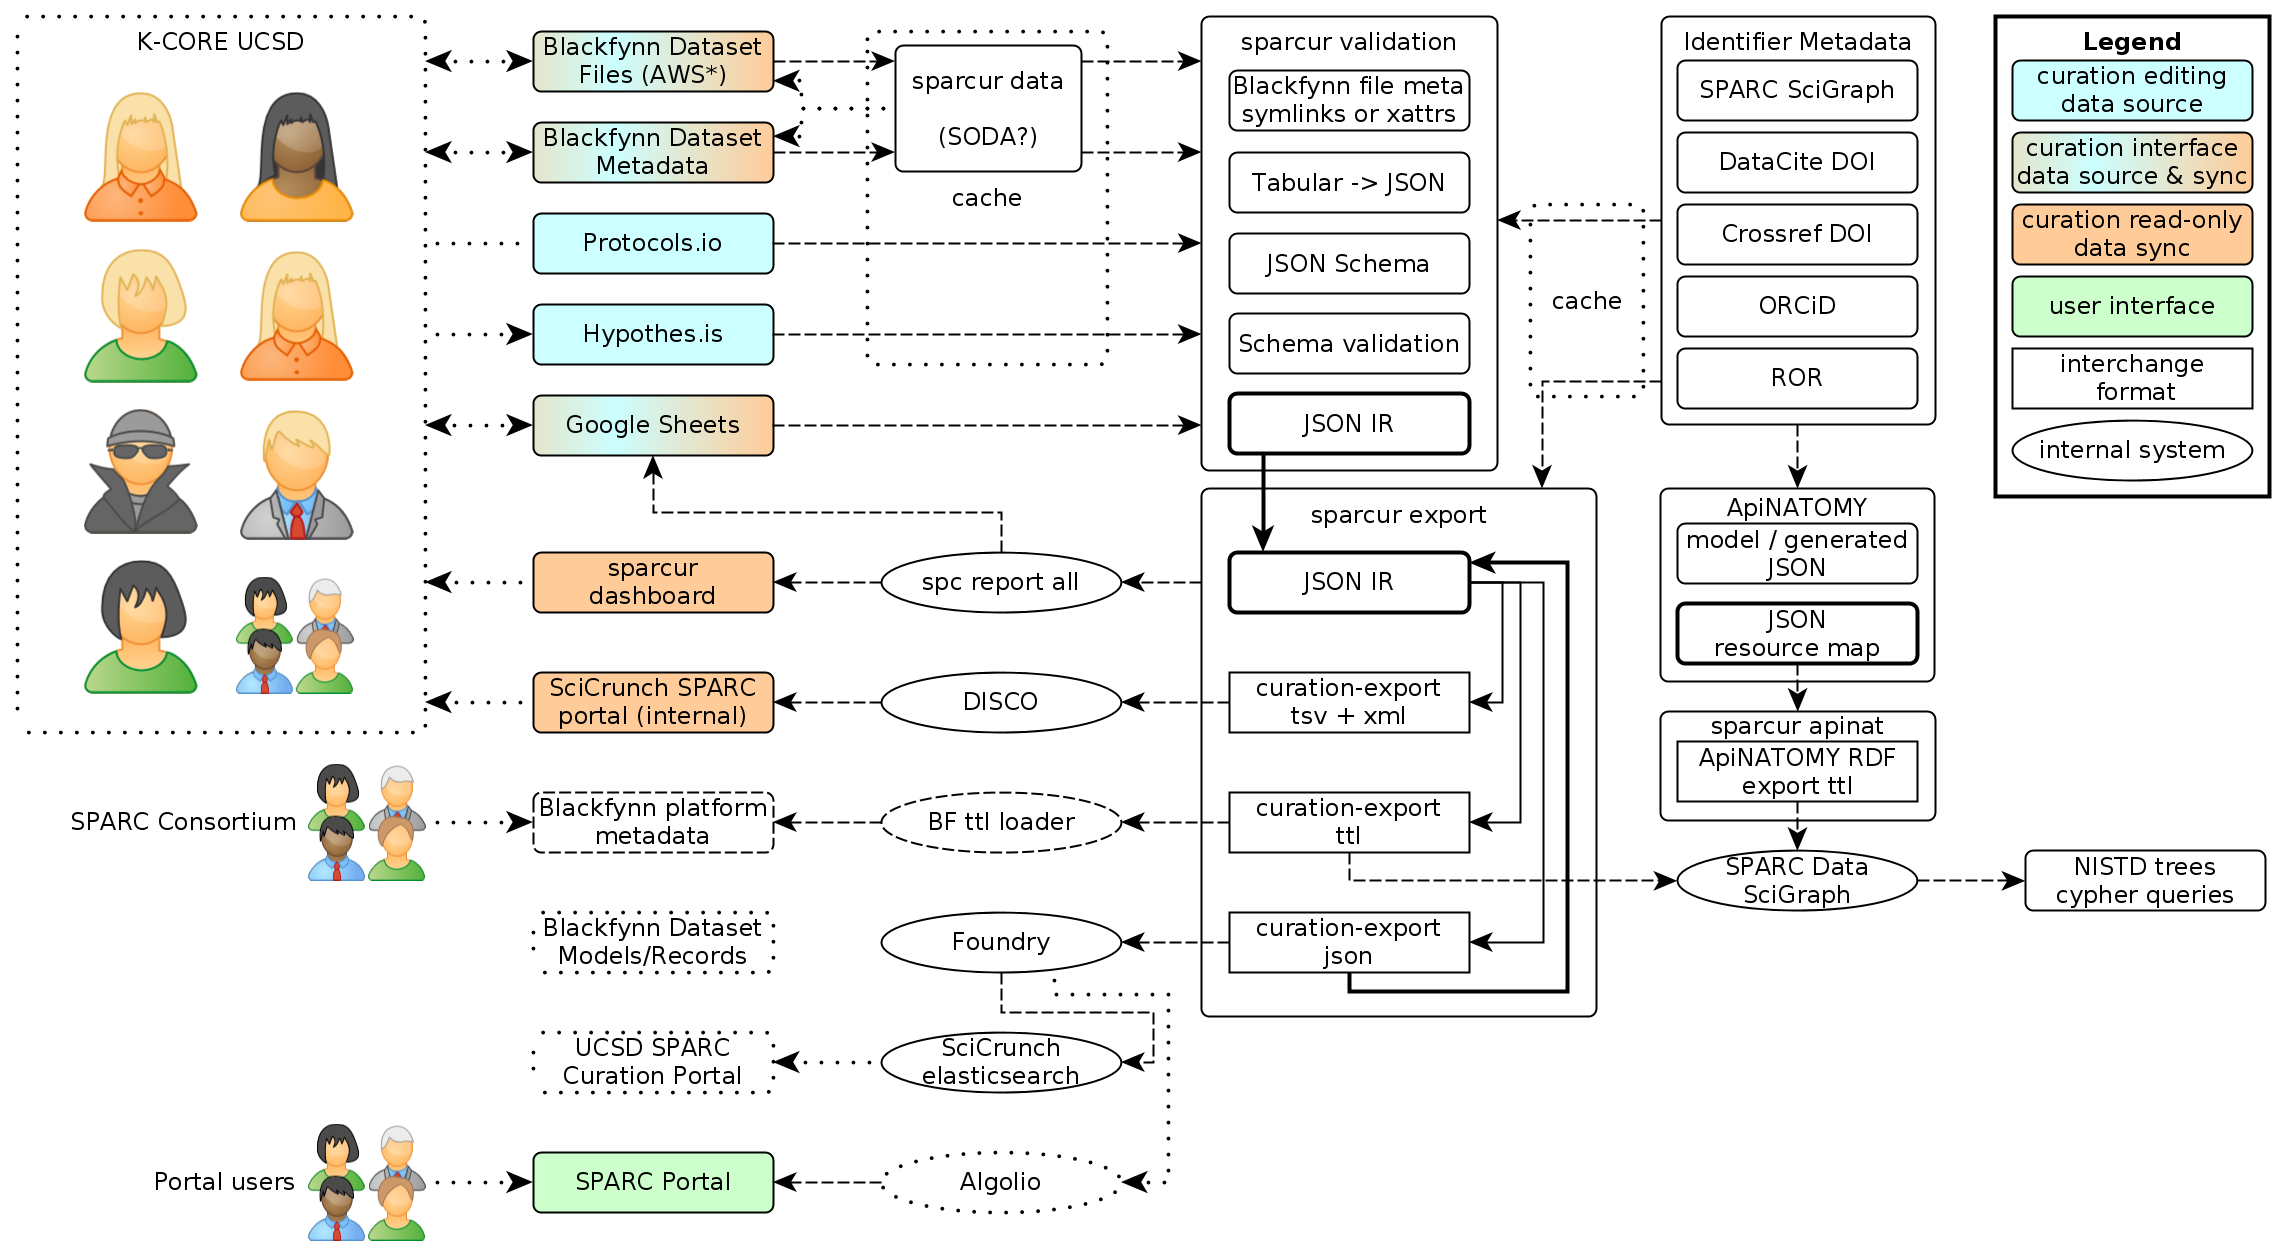 K-CORE UCSD
Blackfynn Dataset
Files (AWS*)
Blackfynn Dataset
Metadata
Protocols.io
Hypothes.is
Google Sheets
sparcur
dashboard
SciCrunch SPARC
portal (internal)
SPARC Consortium
Blackfynn platform
metadata
Blackfynn Dataset
Models/Records
UCSD SPARC
Curation Portal
Portal users
SPARC Portal
sparcur data
(SODA?)
cache
spc report all
DISCO
BF ttl loader
Foundry
SciCrunch
elasticsearch
Algolio
sparcur validation
Blackfynn file meta
symlinks or xattrs
Tabular -> JSON
JSON Schema
Schema validation
JSON IR
sparcur export
JSON IR
curation-export
tsv + xml
curation-export
ttl
curation-export
json
cache
Identifier Metadata
SPARC SciGraph
DataCite DOI
Crossref DOI
ORCiD
ROR
ApiNATOMY
model / generated
JSON
JSON
resource map
sparcur apinat
ApiNATOMY RDF
export ttl
SPARC Data
SciGraph
NISTD trees
cypher queries
Legend
curation editing
data source
curation interface
data source & sync
curation read-only
data sync
user interface
interchange
format
internal system